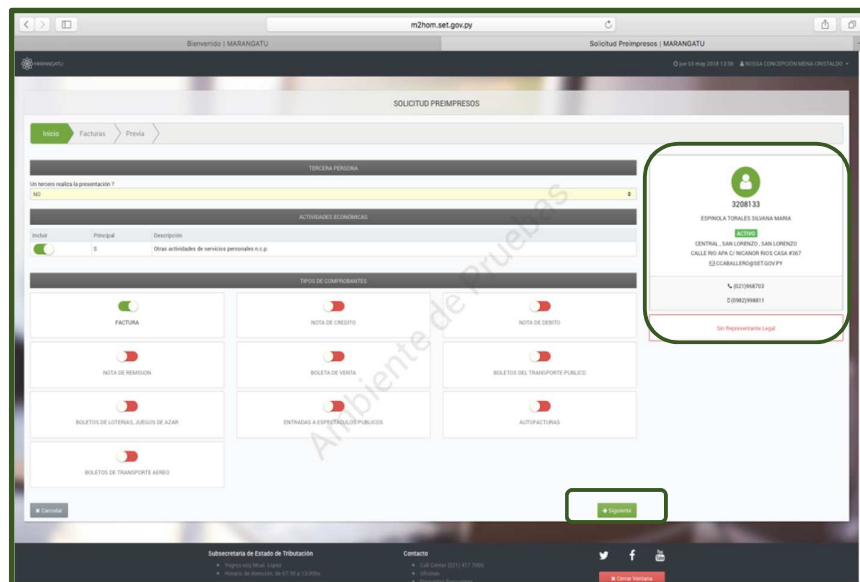 m2hom.set.gov.py
Bienvenido | MARANGATU
Solicitud Preimpresos | MARANGATU
MARANGATU
SOLICITUD PREIMPRESOS
Inicio
Facturas
Previa
TERCERA PERSONA
Un tercero realiza la presentación ?
NO
ACTIVIDADES ECONÓMICAS
Incluir Principal Descripción
S Otras actividades de servicios personales n.c.p.
TIPOS DE COMPROBANTES
FACTURA
NOTA DE CREDITO
NOTA DE DEBITO
NOTA DE REMISION
BOLETA DE VENTA
BOLETOS DEL TRANSPORTE PUBLICO
BOLETOS DE LOTERIAS, JUEGOS DE AZAR
ENTRADAS A ESPECTACULOS PUBLICOS
AUTOFACTURAS
BOLETOS DE TRANSPORTE AEREO
Cancelar
Siguiente
3208133
ESPINOLA TORALES SILVANA MARIA
ACTIVO
CENTRAL , SAN LORENZO , SAN LORENZO
CALLE RIO APA C/ NICANOR RIOS CASA #367
CCABALLERO@SET.GOV.PY
(021)968703
(0982)998811
Sin Representante Legal
Ambiente de Pruebas
Subsecretaría de Estado de Tributación
Contacto
Cerrar Ventana